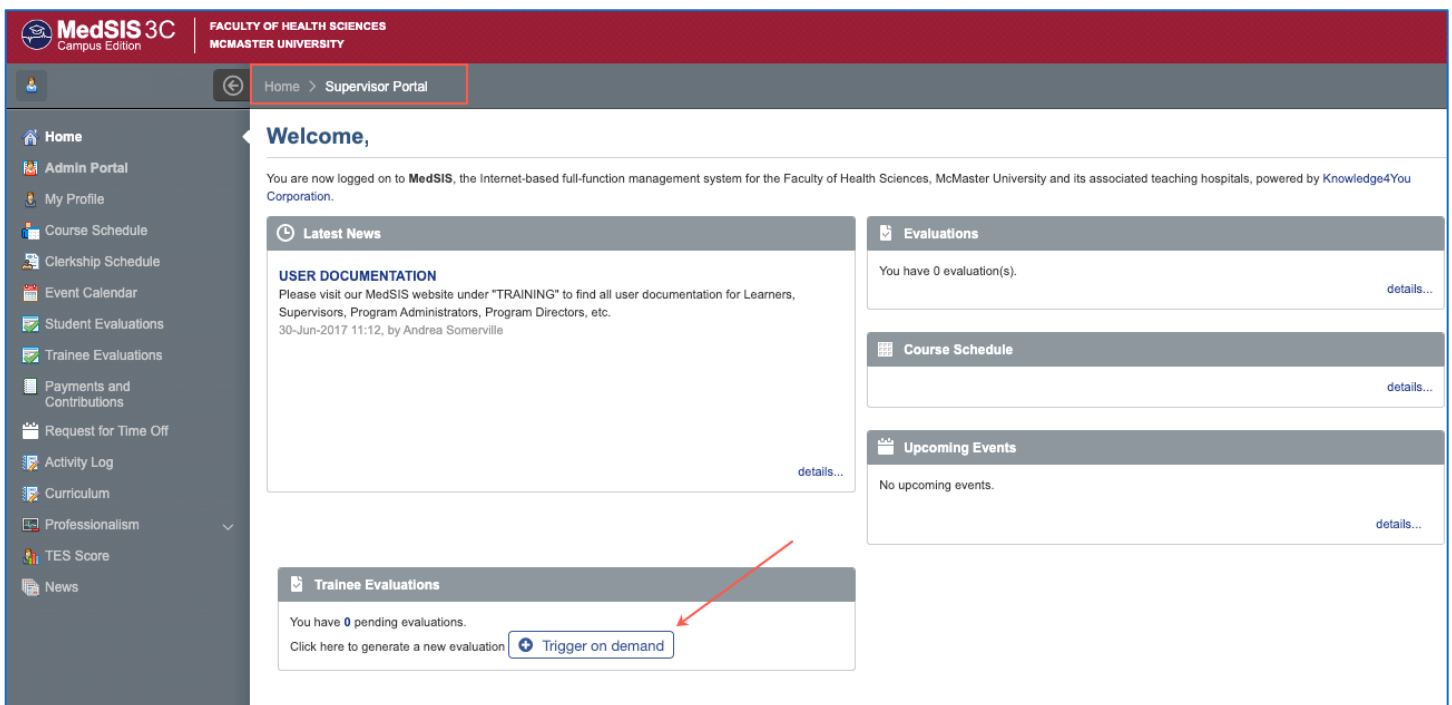 MedSIS 3C
Campus Edition
FACULTY OF HEALTH SCIENCES
MCMASTER UNIVERSITY
Home > Supervisor Portal
Home
Admin Portal
My Profile
Course Schedule
Clerkship Schedule
Event Calendar
Student Evaluations
Trainee Evaluations
Payments and
Contributions
Request for Time Off
Activity Log
Curriculum
Professionalism
TES Score
News
Welcome,
You are now logged on to MedSIS, the Internet-based full-function management system for the Faculty of Health Sciences, McMaster University and its associated teaching hospitals, powered by Knowledge4You
Corporation.
Latest News
USER DOCUMENTATION
Please visit our MedSIS website under "TRAINING" to find all user documentation for Learners,
Supervisors, Program Administrators, Program Directors, etc.
30-Jun-2017 11:12, by Andrea Somerville
details...
Evaluations
You have 0 evaluation(s).
details...
Course Schedule
details...
Upcoming Events
No upcoming events.
details...
Trainee Evaluations
You have 0 pending evaluations.
Click here to generate a new evaluation Trigger on demand